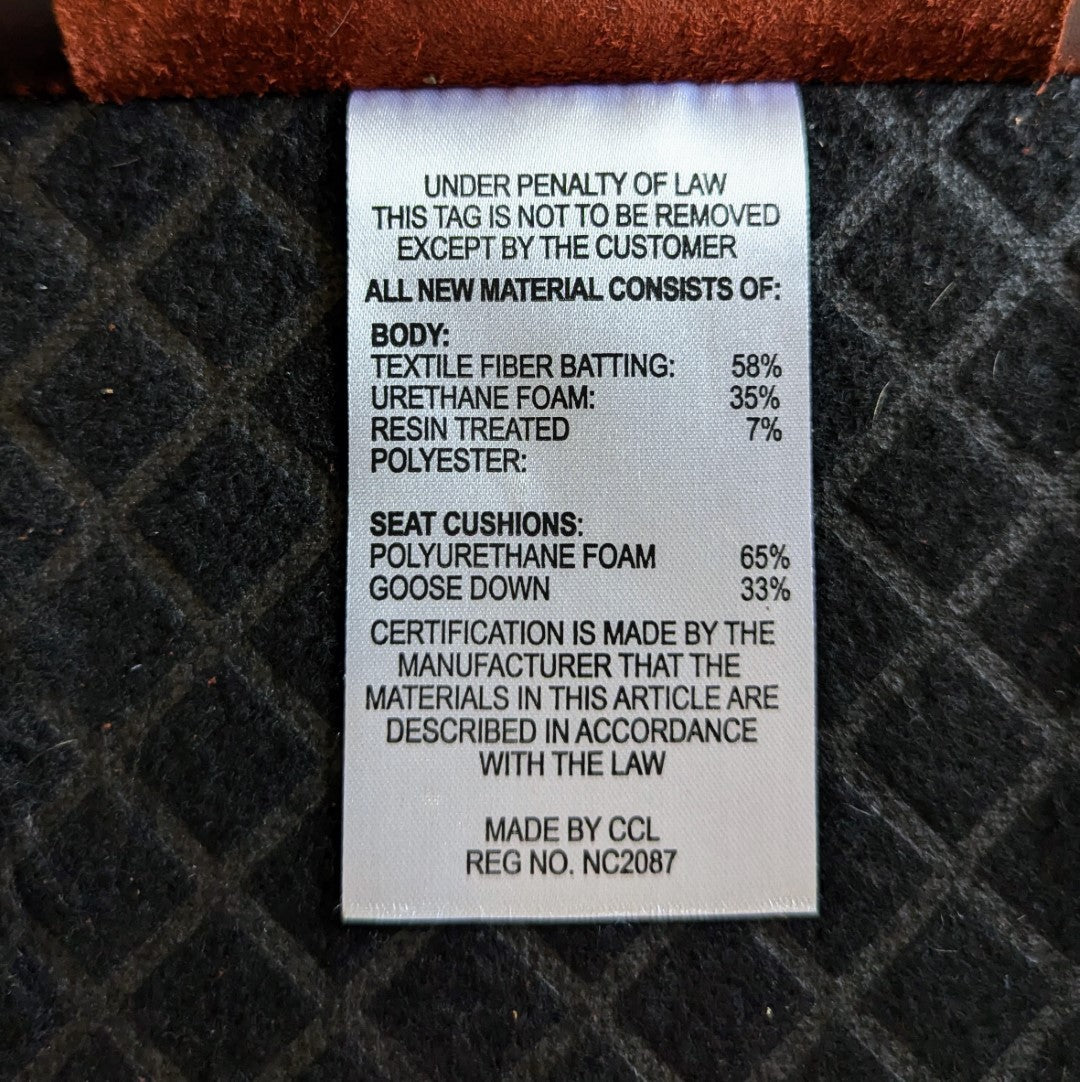 UNDER PENALTY OF LAW
THIS TAG IS NOT TO BE REMOVED
EXCEPT BY THE CUSTOMER
ALL NEW MATERIAL CONSISTS OF:
BODY:
TEXTILE FIBER BATTING: 58%
URETHANE FOAM: 35%
RESIN TREATED 7%
POLYESTER:
SEAT CUSHIONS:
POLYURETHANE FOAM 65%
GOOSE DOWN 33%
CERTIFICATION IS MADE BY THE
MANUFACTURER THAT THE
MATERIALS IN THIS ARTICLE ARE
DESCRIBED IN ACCORDANCE
WITH THE LAW
MADE BY CCL
REG NO. NC2087